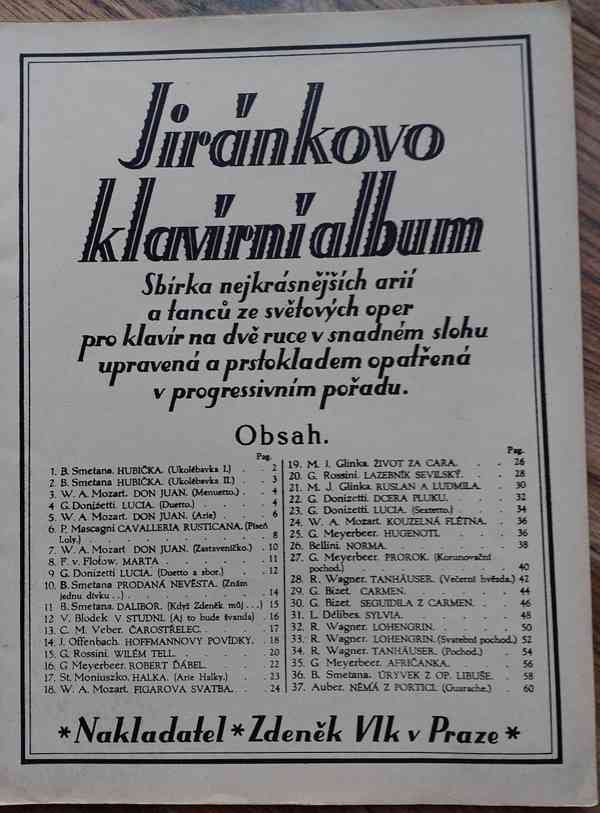 Jiránkovo
klavírní album
Sbírka nejkrásnějších arií
a tanců ze světových oper
pro klavír na dvě ruce v snadném slohu
upravená a prstokladem opatřená
v progressivním pořadu.
Obsah.
Pag.
1. B. Smetana. HUBIČKA. (Ukolébavka I.) . . 2
2. B. Smetana. HUBIČKA. (Ukolébavka II.) . . 3
3. W. A. Mozart. DON JUAN. (Menuetto.) . . 4
4 G. Donizetti. LUCIA. (Duetto.) . . . 4
5. W. A. Mozart. DON JUAN. (Arie) . . . 6
6 P. Mascagni CAVALLERIA RUSTICANA. (Píseň
Loly.) . . . . . . . . 8
7. W. A. Mozart DON JUAN. (Zastaveníčko.) . 10
8. F. v. Flotow. MARTA . . . . . 11
9 G. Donizetti LUCIA. (Duetto a sbor.) . . 12
10. B. Smetana PRODANÁ NEVĚSTA. (Znám
jednu dívku . .) . . . . . . 14
11 B. Smetana. DALIBOR. (Když Zdeněk můj . . .) 15
12 V. Blodek V STUDNI. (Aj to bude švanda) . 16
13. C. M. Veber. ČAROSTŘELEC. . . . 17
14. J. Offenbach. HOFFMANNOVY POVÍDKY. . 18
15. G. Rossini. WILÉM TELL. . . . . 20
16. G Meyerbeer. ROBERT ĎÁBEL. . . . 22
17. St. Moniuszko. HALKA. (Arie Halky.) . . 23
18. W. A. Mozart. FIGAROVA SVATBA. . . 24
Pag.
19. M. J. Glinka. ŽIVOT ZA CARA. . . . 26
20. G. Rossini. LAZEBNÍK SEVILSKÝ. . . . 28
21. M. J. Glinka. RUSLAN A LUDMILA. . . 30
22. G. Donizetti. DCERA PLUKU. . . . 32
23. G. Donizetti. LUCIA. (Sextetto.) . . . 34
24. W. A. Mozart. KOUZELNÁ FLÉTNA. . . 36
25. G. Meyerbeer. HUGENOTI. . . . . 36
26. Bellini. NORMA. . . . . . . 38
27. G. Meyerbeer. PROROK. (Korunovační
pochod.) . . . . . . . 40
28. R. Wagner. TANHÄUSER. (Večerní hvězda.) 42
29. G. Bizet. CARMEN. . . . . . 44
30. G. Bizet. SEGUIDILA Z CARMEN. . . . 46
31. L. Délibes. SYLVIA. . . . . . 48
32. R. Wagner. LOHENGRIN. . . . . 50
33. R. Wagner. LOHENGRIN. (Svatební pochod.) 52
34. R. Wagner. TANHÄUSER. (Pochod.) . . 54
35. G Meyerbeer. AFRIČANKA. . . . . 56
36. B. Smetana. ÚRYVEK Z OP. LIBUŠE. . . 58
37. Auber. NĚMÁ Z PORTICI. (Guarache.) . . 60
* Nakladatel * Zdeněk Vlk v Praze *